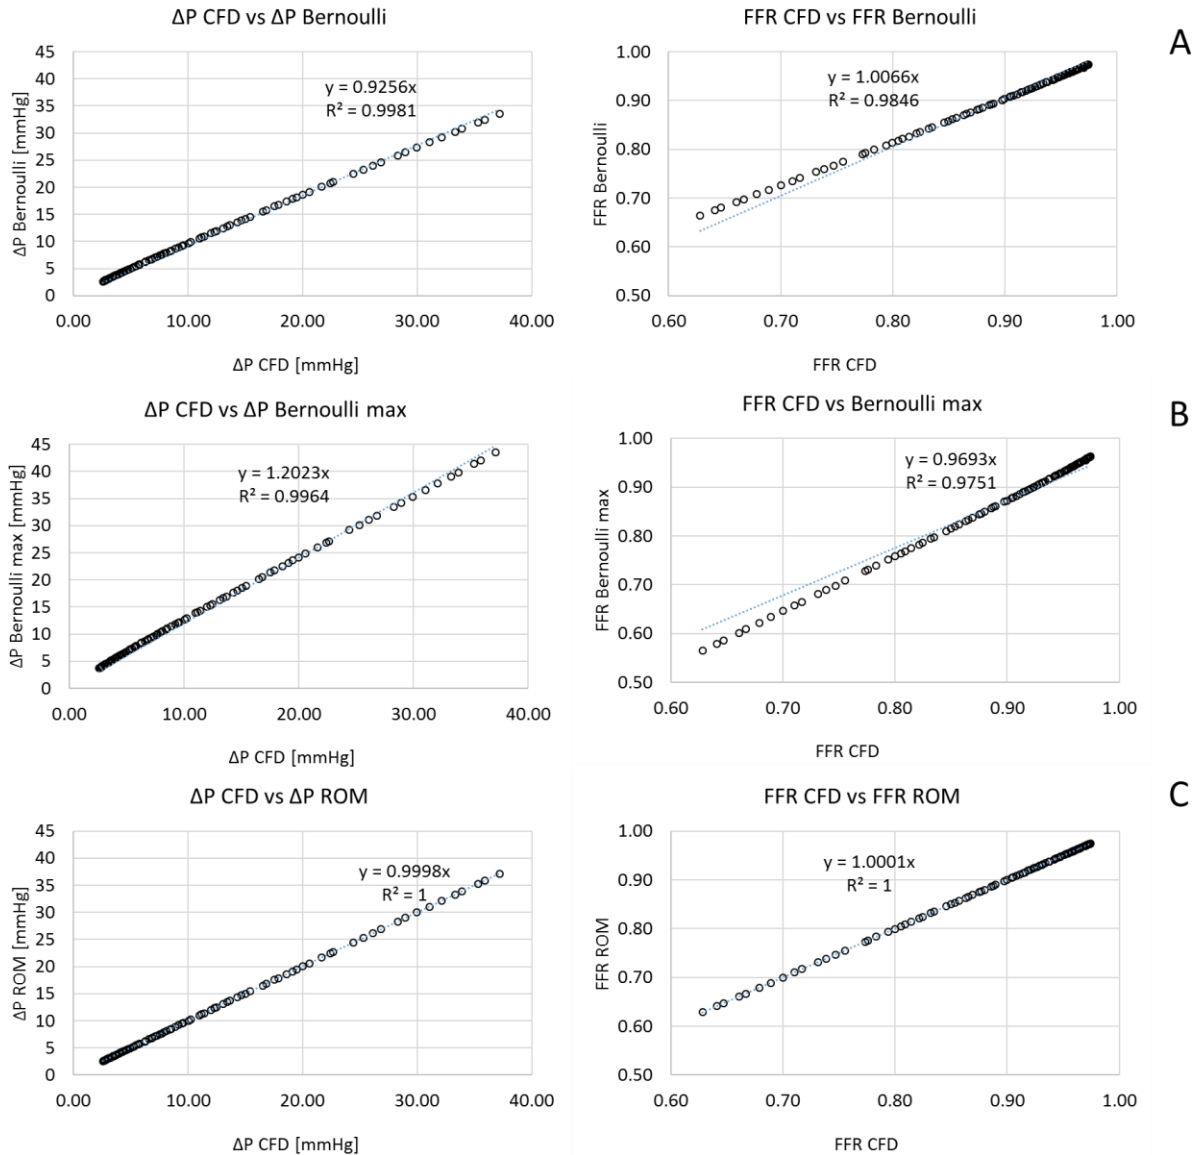 ΔP CFD vs ΔP Bernoulli
FFR CFD vs FFR Bernoulli
A
ΔP Bernoulli [mmHg]
45
40
35
30
25
20
15
10
5
0
y = 0.9256x
R² = 0.9981
0.00 10.00 20.00 30.00 40.00
ΔP CFD [mmHg]
FFR Bernoulli
1.00
0.90
0.80
0.70
0.60
0.50
y = 1.0066x
R² = 0.9846
0.60 0.70 0.80 0.90 1.00
FFR CFD
ΔP CFD vs ΔP Bernoulli max
FFR CFD vs Bernoulli max
B
ΔP Bernoulli max [mmHg]
45
40
35
30
25
20
15
10
5
0
y = 1.2023x
R² = 0.9964
0.00 10.00 20.00 30.00 40.00
ΔP CFD [mmHg]
FFR Bernoulli max
1.00
0.90
0.80
0.70
0.60
0.50
y = 0.9693x
R² = 0.9751
0.60 0.70 0.80 0.90 1.00
FFR CFD
ΔP CFD vs ΔP ROM
FFR CFD vs FFR ROM
C
ΔP ROM [mmHg]
45
40
35
30
25
20
15
10
5
0
y = 0.9998x
R² = 1
0.00 10.00 20.00 30.00 40.00
ΔP CFD [mmHg]
FFR ROM
1.00
0.90
0.80
0.70
0.60
0.50
y = 1.0001x
R² = 1
0.60 0.70 0.80 0.90 1.00
FFR CFD